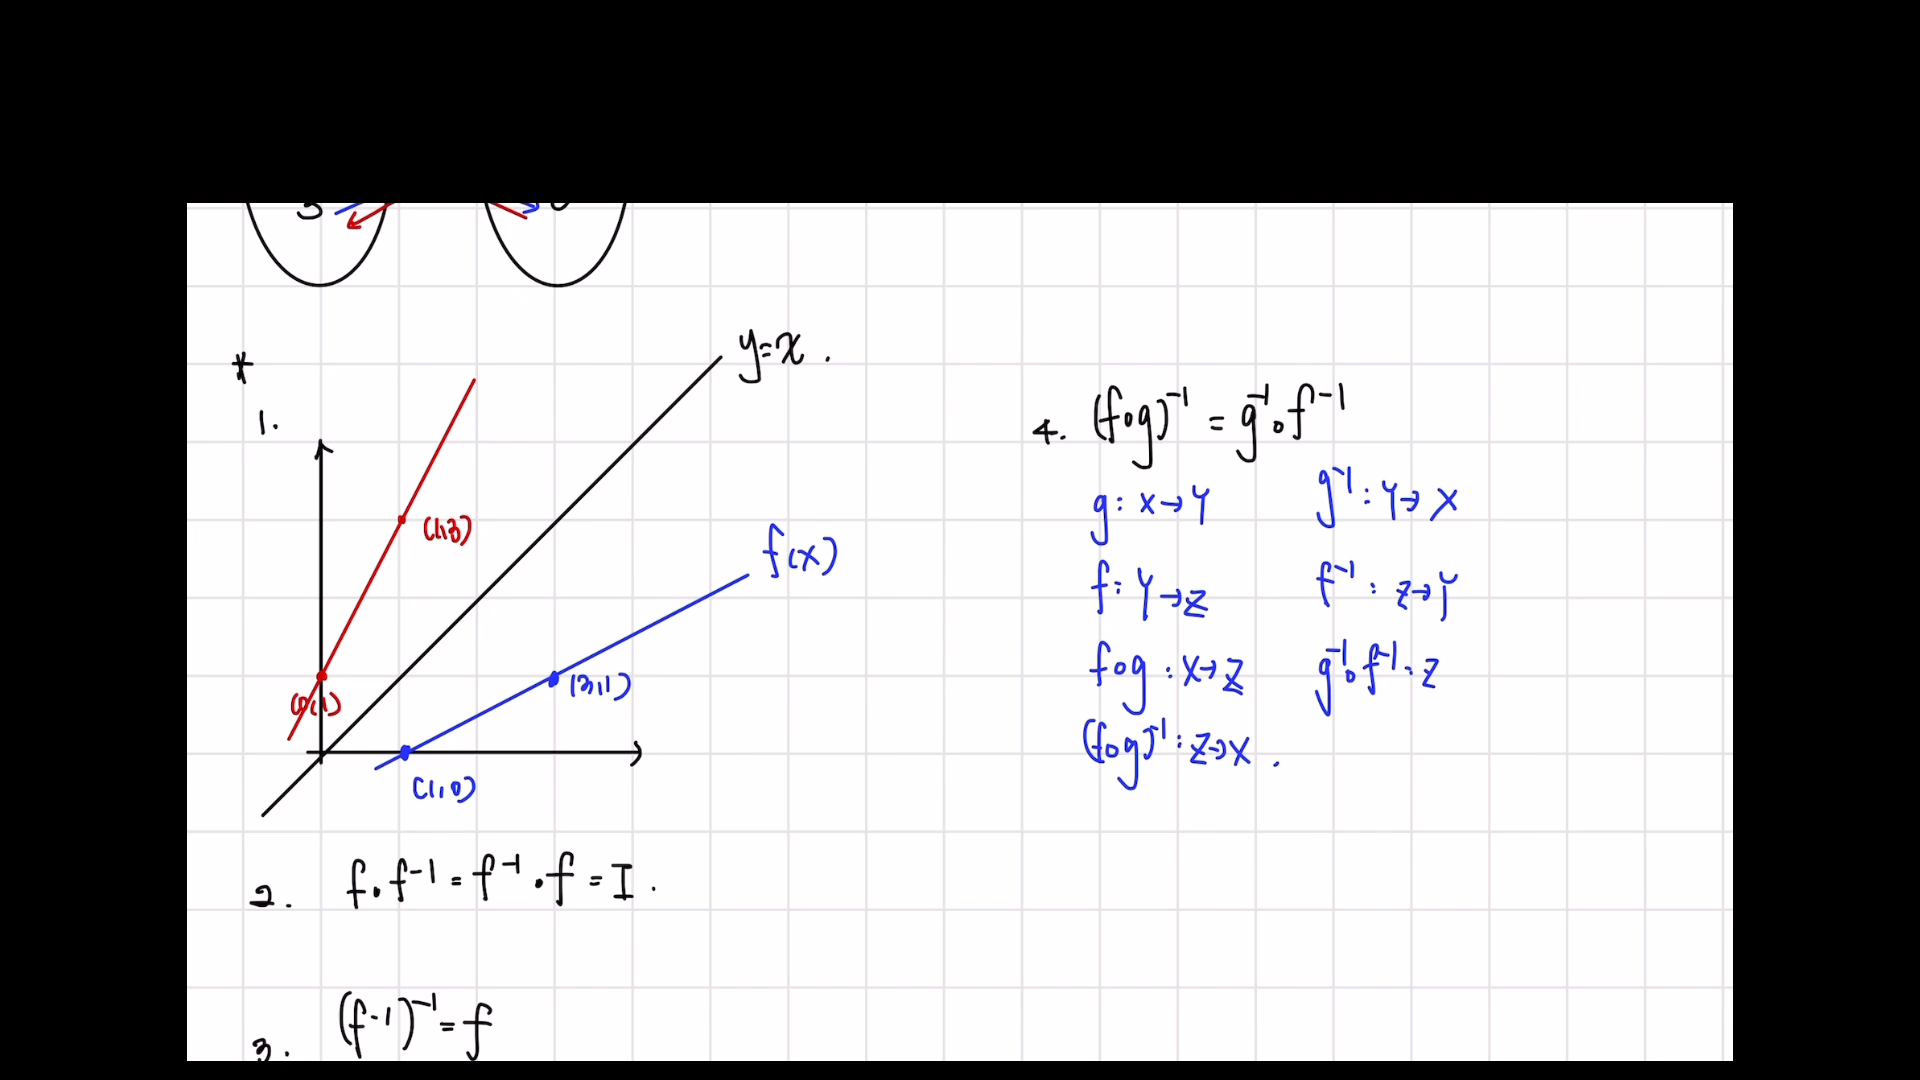 y=x .
*
1.
(1,3)
f(x)
(0,1)
(3,1)
(1,0)
2. f∘f⁻¹ = f⁻¹∘f = I .
3. (f⁻¹)⁻¹ = f
4. (f∘g)⁻¹ = g⁻¹∘f⁻¹
g : X→Y g⁻¹ : Y→X
f : Y→Z f⁻¹ : Z→Y
f∘g : X→Z g⁻¹∘f⁻¹ : Z
(f∘g)⁻¹ : Z→X .